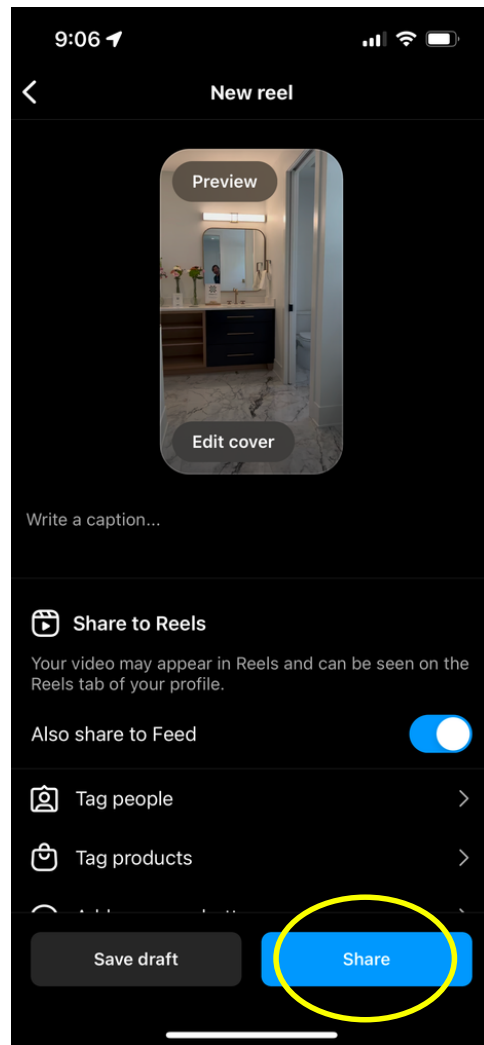 9:06
New reel
Preview
Edit cover
Write a caption...
Share to Reels
Your video may appear in Reels and can be seen on the
Reels tab of your profile.
Also share to Feed
Tag people
Tag products
Save draft
Share